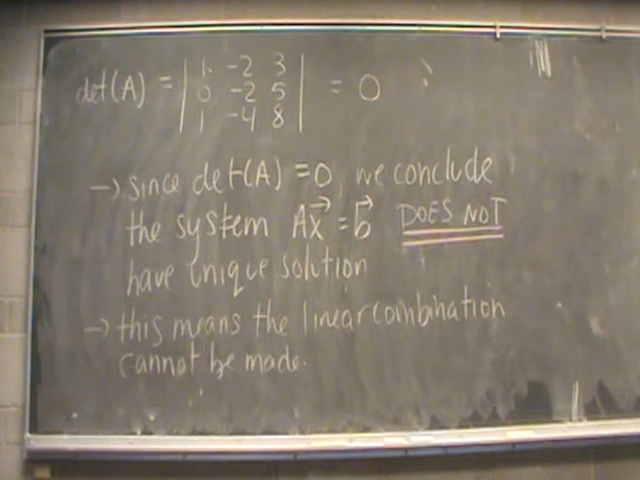 det(A) = | 1 -2 3 | = 0
0 -2 5
1 -4 8
→ since det(A) = 0, we conclude
the system Ax⃗ = b⃗ DOES NOT
have unique solution
→ this means the linear combination
cannot be made.